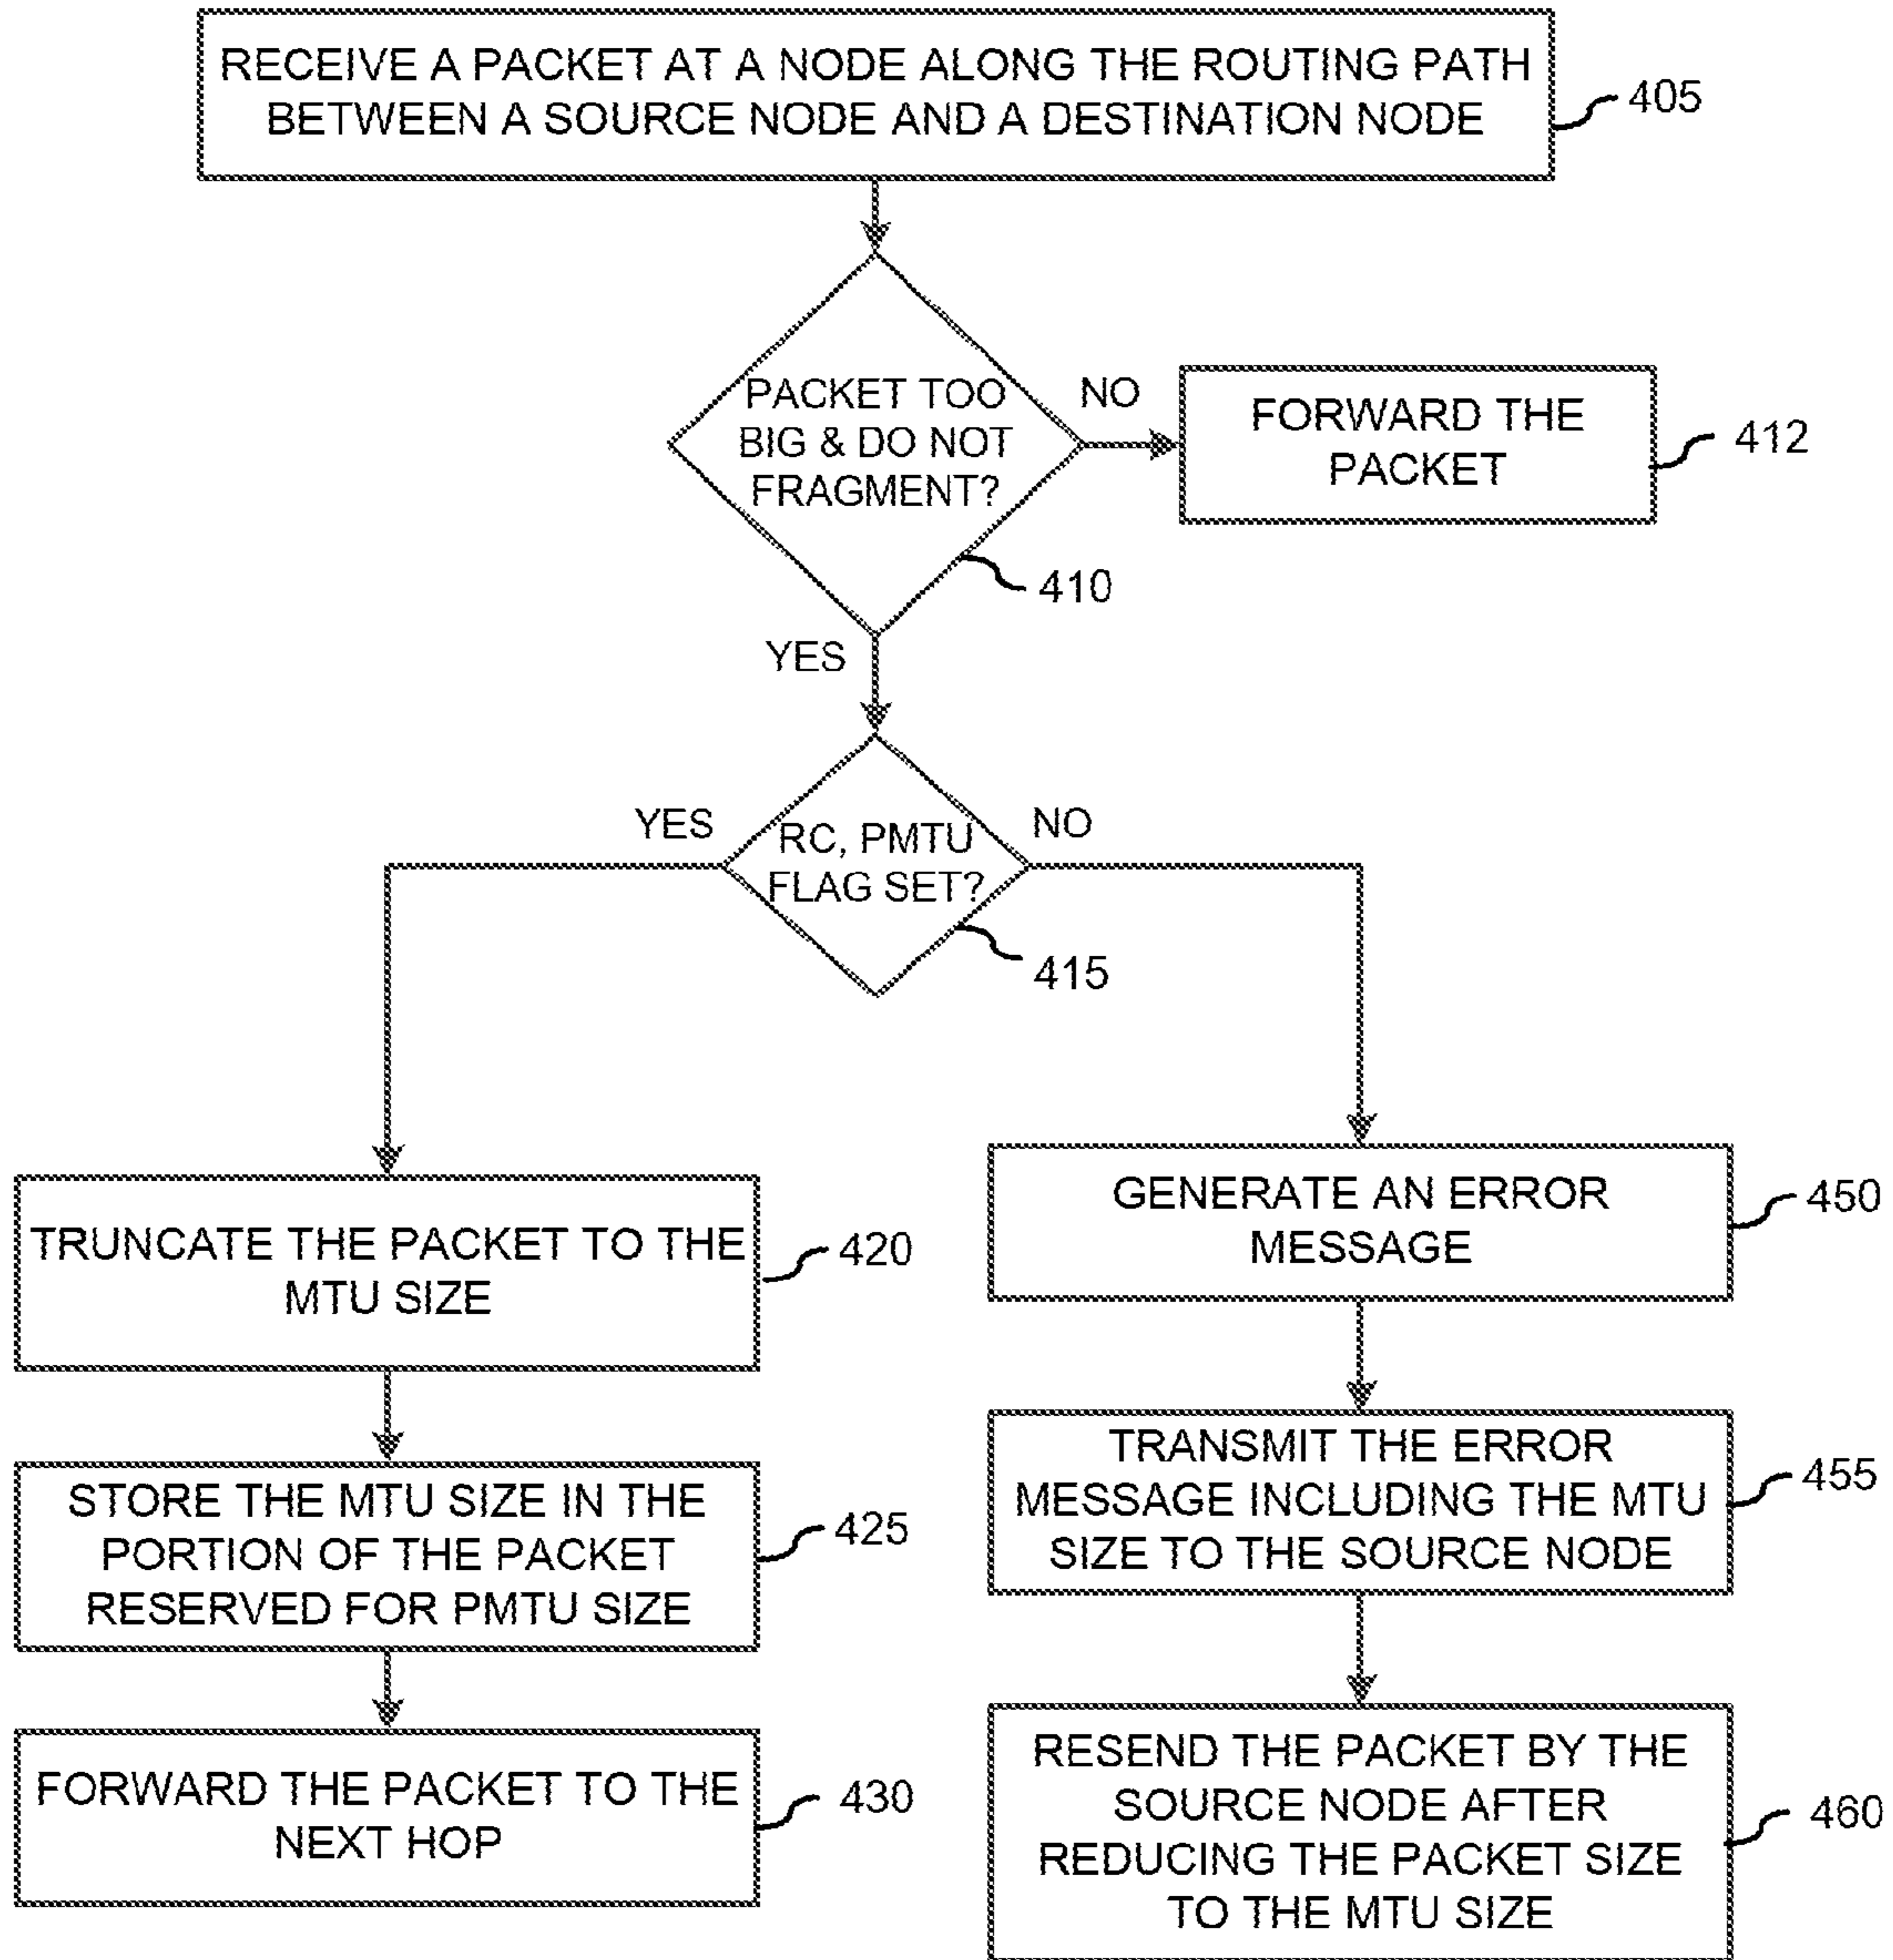 RECEIVE A PACKET AT A NODE ALONG THE ROUTING PATH
BETWEEN A SOURCE NODE AND A DESTINATION NODE
405
PACKET TOO
BIG & DO NOT
FRAGMENT?
NO
FORWARD THE
PACKET
412
410
YES
RC, PMTU
FLAG SET?
YES
NO
415
TRUNCATE THE PACKET TO THE
MTU SIZE
420
STORE THE MTU SIZE IN THE
PORTION OF THE PACKET
RESERVED FOR PMTU SIZE
425
FORWARD THE PACKET TO THE
NEXT HOP
430
GENERATE AN ERROR
MESSAGE
450
TRANSMIT THE ERROR
MESSAGE INCLUDING THE MTU
SIZE TO THE SOURCE NODE
455
RESEND THE PACKET BY THE
SOURCE NODE AFTER
REDUCING THE PACKET SIZE
TO THE MTU SIZE
460